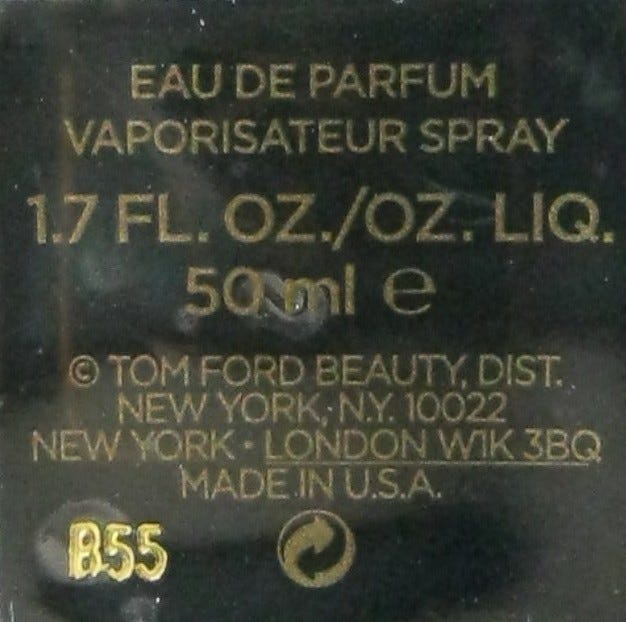 EAU DE PARFUM
VAPORISATEUR SPRAY
1.7 FL. OZ./OZ. LIQ.
50 ml ℮
© TOM FORD BEAUTY, DIST.
NEW YORK, N.Y. 10022
NEW YORK • LONDON W1K 3BQ
MADE IN U.S.A.
B55